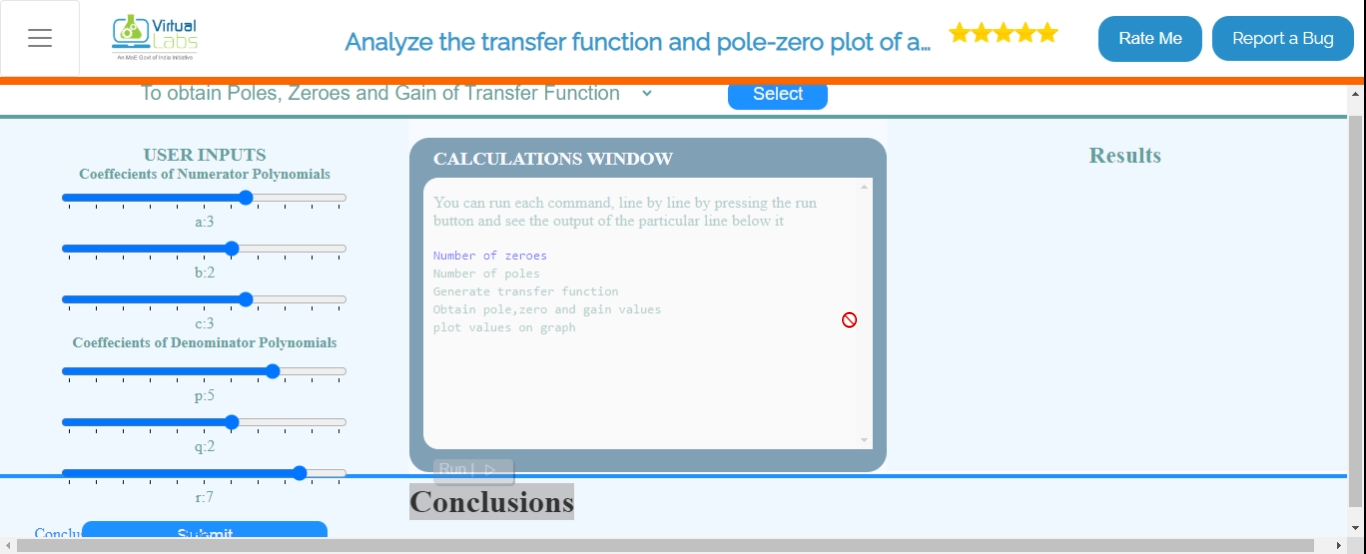 Virtual
Labs
An MoE Govt of India Initiative
Analyze the transfer function and pole-zero plot of a...
Rate Me
Report a Bug
To obtain Poles, Zeroes and Gain of Transfer Function
Select
USER INPUTS
Coeffecients of Numerator Polynomials
a:3
b:2
c:3
Coeffecients of Denominator Polynomials
p:5
q:2
r:7
Submit
CALCULATIONS WINDOW
You can run each command, line by line by pressing the run
button and see the output of the particular line below it
Number of zeroes
Number of poles
Generate transfer function
Obtain pole,zero and gain values
plot values on graph
Run |
Results
Conclusions
Conclu